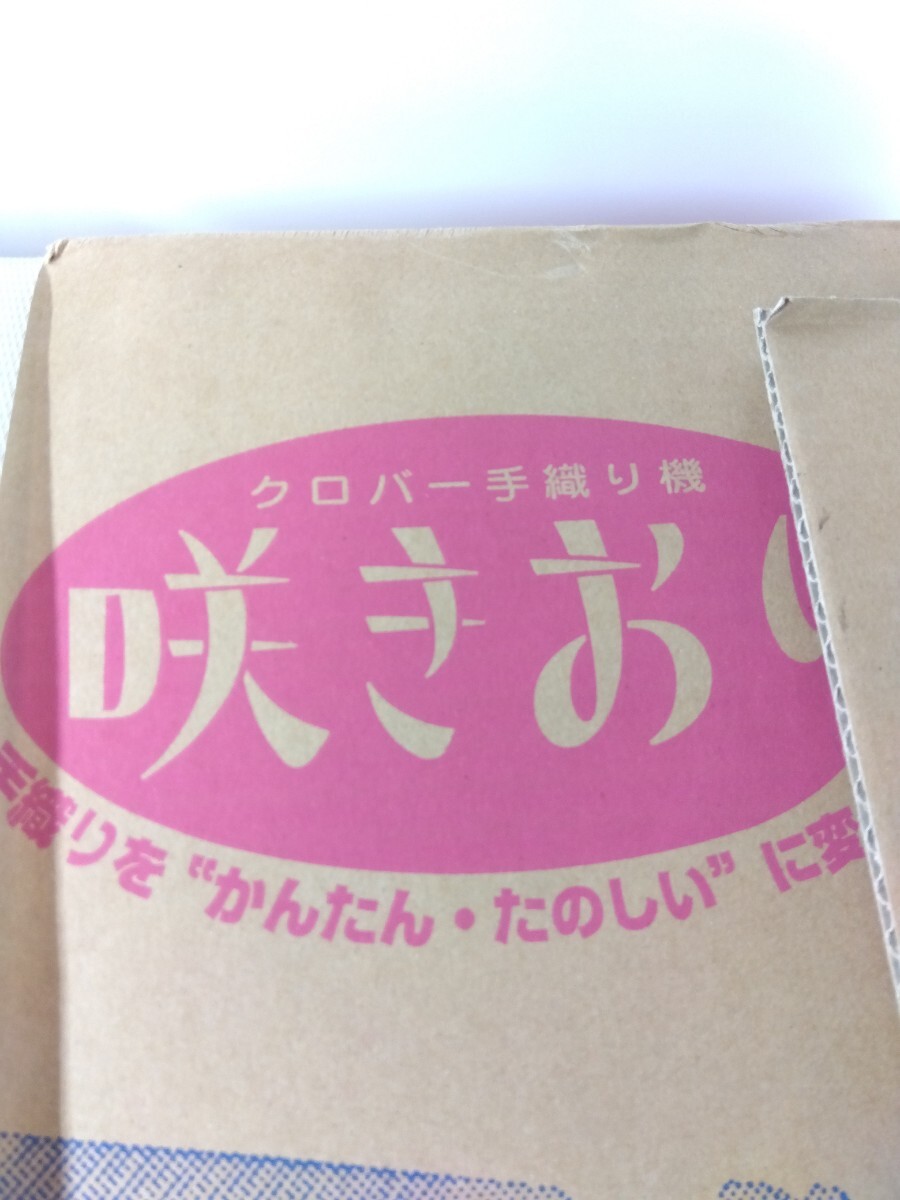 クロバー手織り機
咲きおり
手織りを“かんたん・たのしい”に変